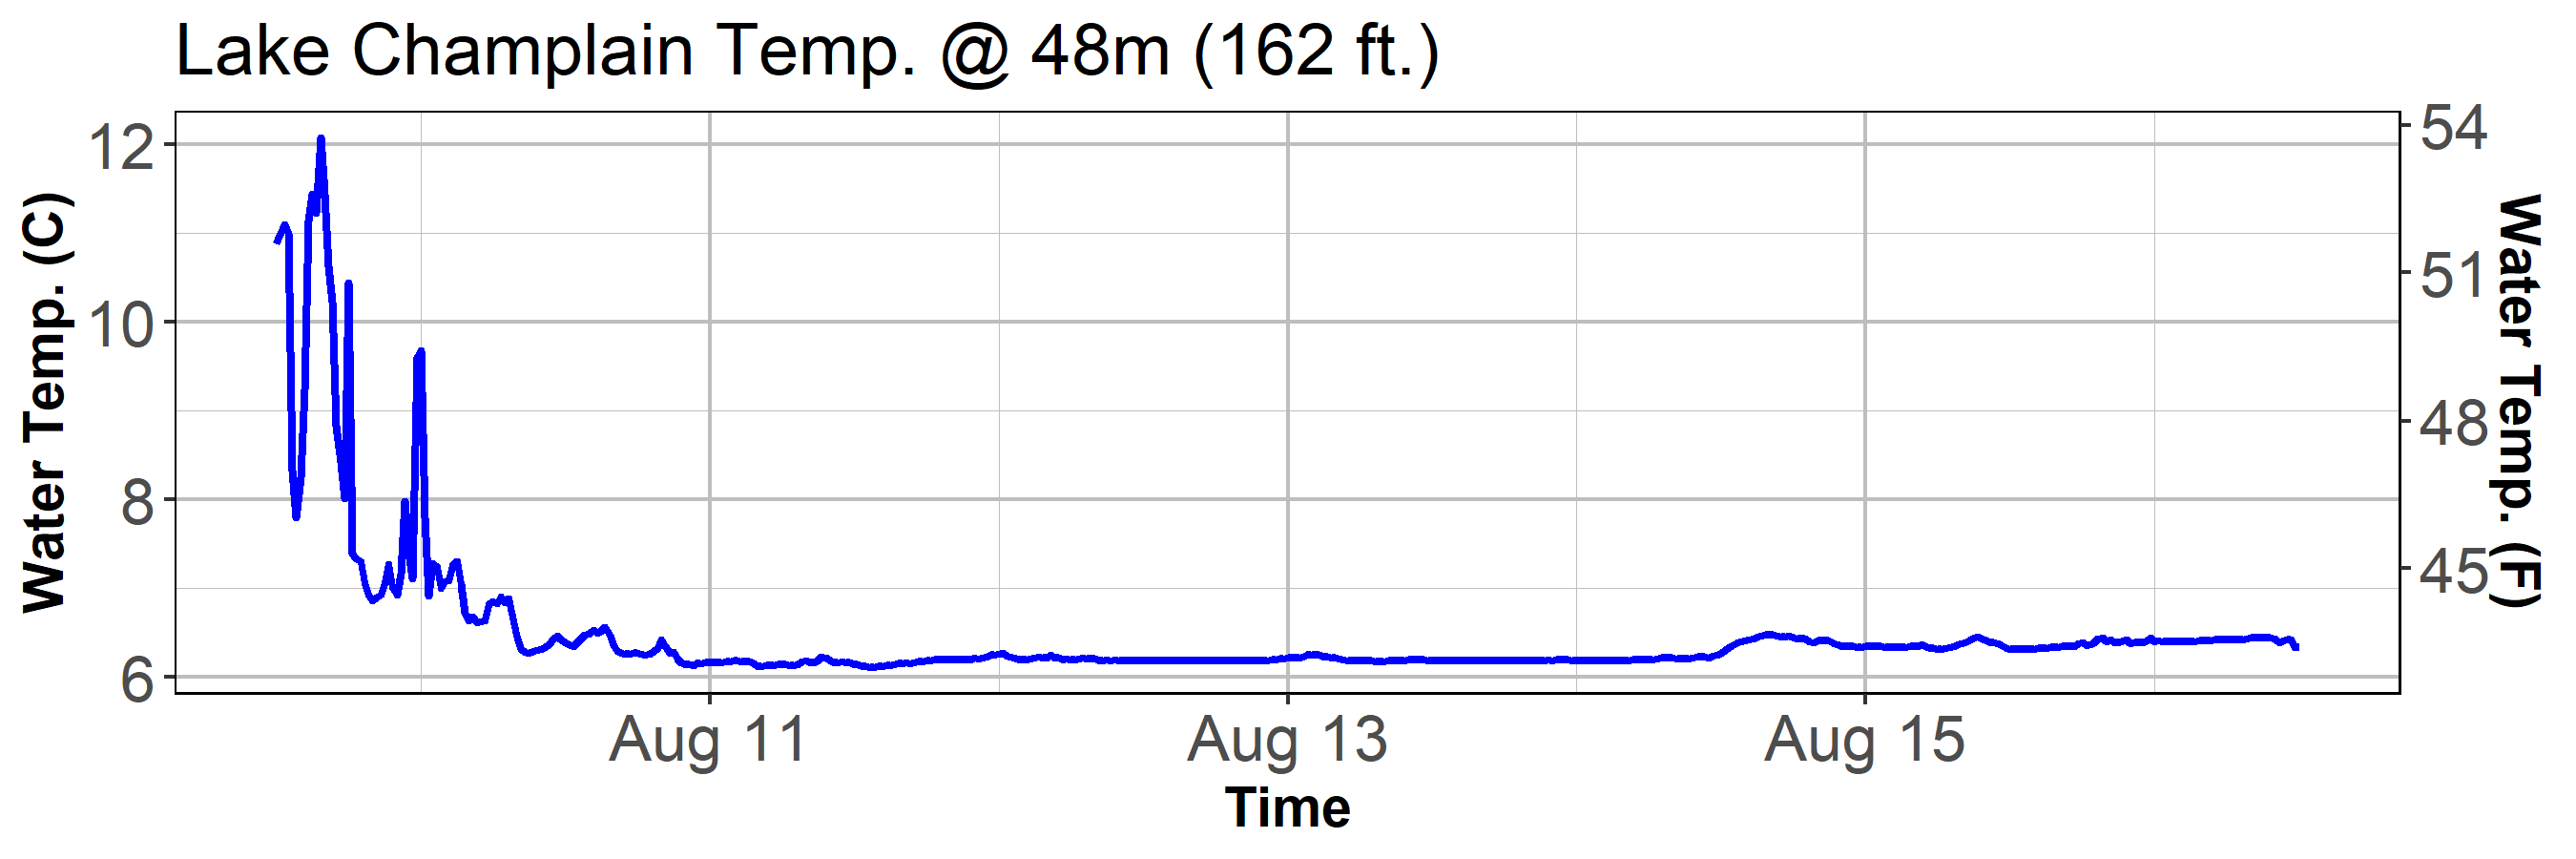 Lake Champlain Temp. @ 48m (162 ft.)
12
10
8
6
Water Temp. (C)
54
51
48
45
Water Temp. (F)
Aug 11
Aug 13
Aug 15
Time